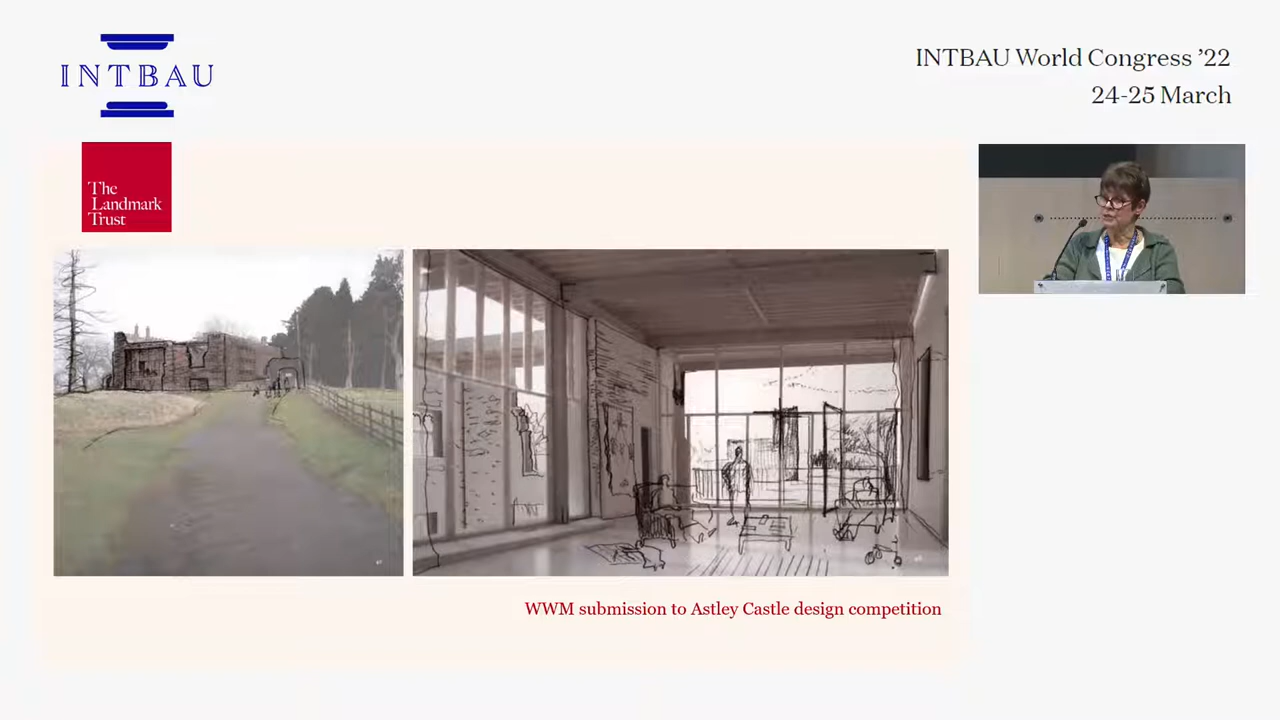 INTBAU
INTBAU World Congress ’22
24-25 March
The
Landmark
Trust
WWM submission to Astley Castle design competition